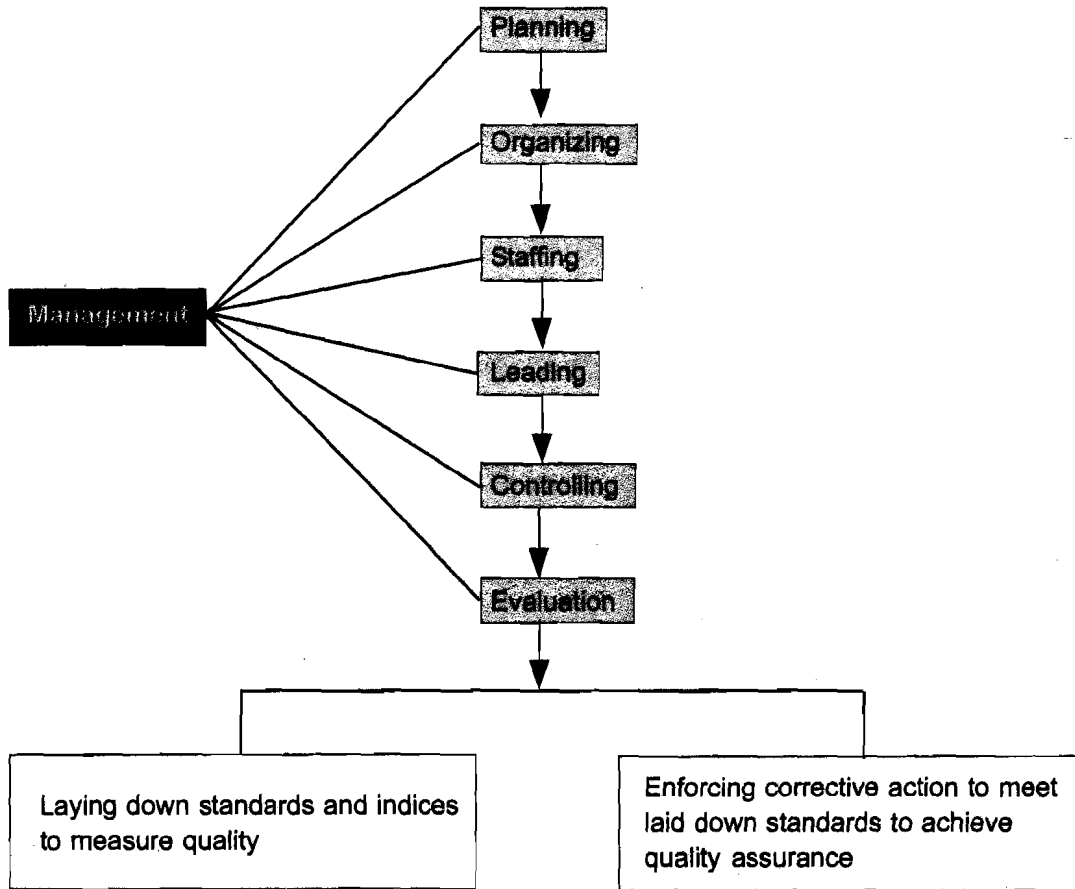 Planning
Organizing
Staffing
Management
Leading
Controlling
Evaluation
Laying down standards and indices
to measure quality
Enforcing corrective action to meet
laid down standards to achieve
quality assurance